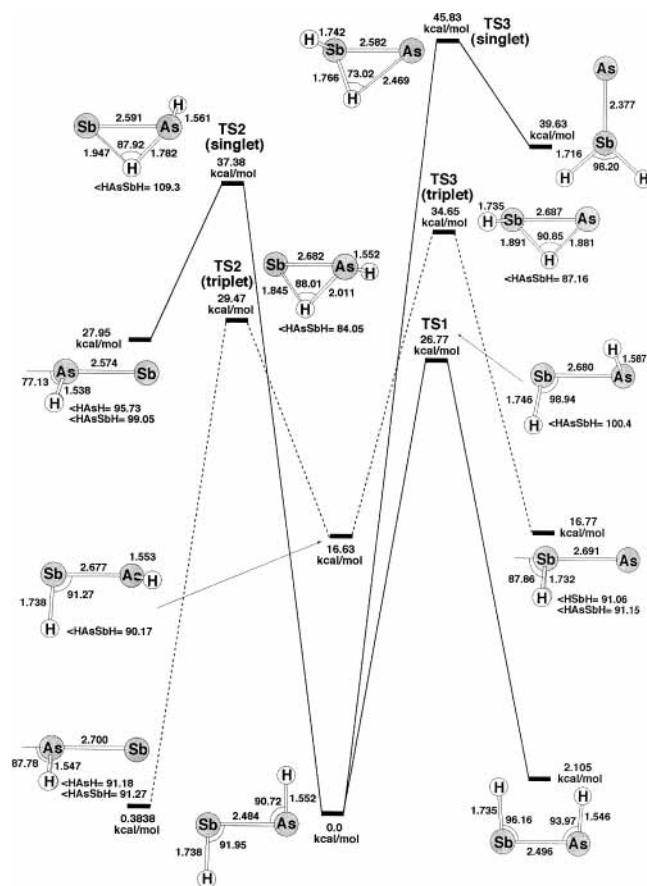 1.742
H
Sb
2.582
As
1.766
73.02
2.469
H
45.83
kcal/mol
TS3
(singlet)
As
2.377
39.63
kcal/mol
1.716
Sb
98.20
H
H
H
2.591
Sb
As
1.561
87.92
1.947
1.782
H
<HAsSbH= 109.3
TS2
(singlet)
37.38
kcal/mol
TS3
(triplet)
34.65
kcal/mol
1.735
H
Sb
2.687
As
90.85
1.891
1.881
H
<HAsSbH= 87.16
2.682
1.552
Sb
As
H
88.01
1.845
2.011
H
<HAsSbH= 84.05
TS2
(triplet)
29.47
kcal/mol
27.95
kcal/mol
2.574
As
Sb
77.13
1.538
H
<HAsH= 95.73
<HAsSbH= 99.05
TS1
26.77
kcal/mol
H
1.587
2.680
Sb
As
1.746
98.94
H
<HAsSbH= 100.4
16.63
kcal/mol
16.77
kcal/mol
2.691
Sb
As
87.86
1.732
H
<HSbH= 91.06
<HAsSbH= 91.15
1.553
2.677
Sb
As
H
1.738
91.27
H
<HAsSbH= 90.17
2.700
As
Sb
87.78
1.547
H
<HAsH= 91.18
<HAsSbH= 91.27
0.3838
kcal/mol
H
90.72
1.552
2.484
Sb
As
1.738
91.95
H
0.0
kcal/mol
2.105
kcal/mol
H
H
1.735
96.16
93.97
1.546
Sb
As
2.496